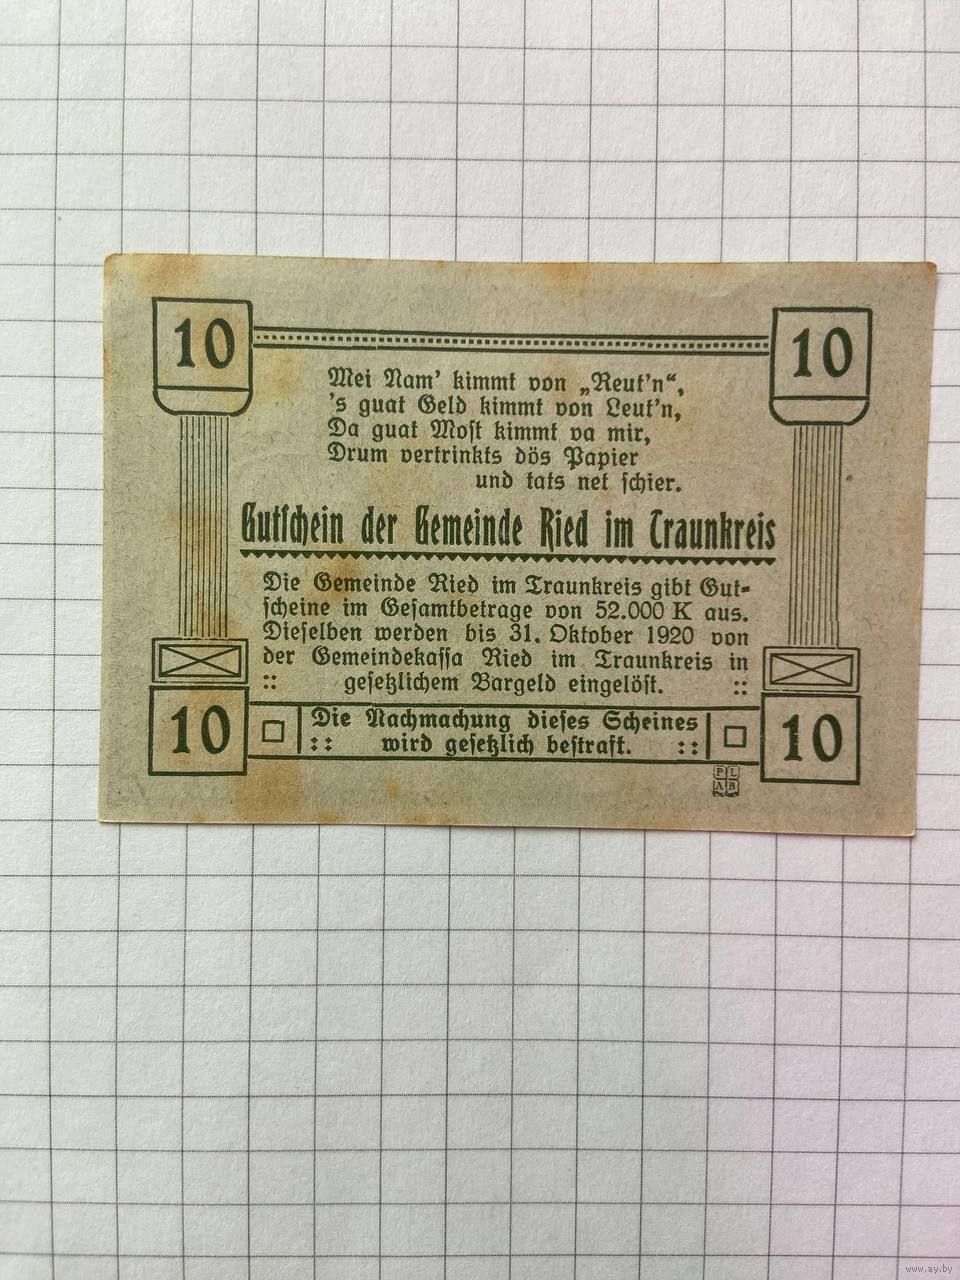 10
10
Mei Nam' kimmt von „Reut'n“,
's guat Geld kimmt von Leut'n,
Da guat Most kimmt va mir,
Drum vertrinkts dös Papier
und tats net schier.
Gutschein der Gemeinde Ried im Traunkreis
Die Gemeinde Ried im Traunkreis gibt Gut-
scheine im Gesamtbetrage von 52.000 K aus.
Dieselben werden bis 31. Oktober 1920 von
der Gemeindekassa Ried im Traunkreis in
:: gesetzlichem Bargeld eingelöst. ::
10
10
Die Nachmachung dieses Scheines
:: wird gesetzlich bestraft. ::
P L
A B
www.ay.by